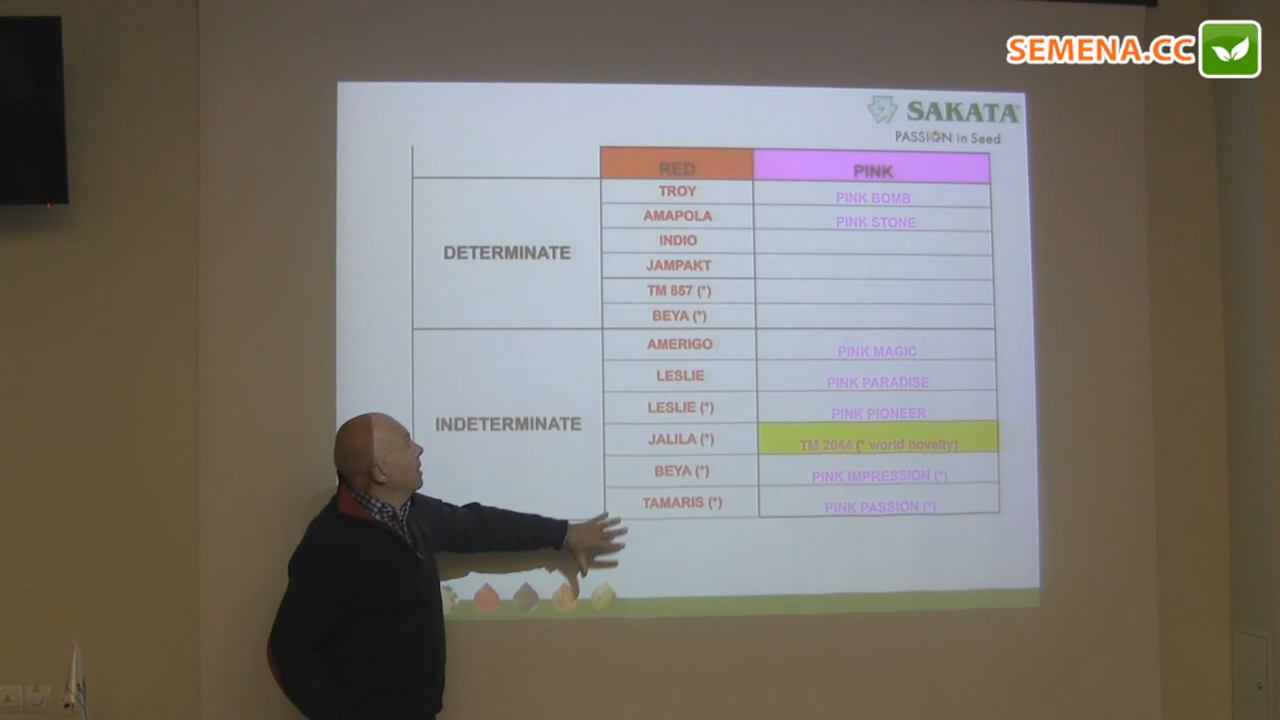 SEMENA.CC
SAKATA
PASSION in Seed
RED PINK
DETERMINATE
TROY PINK BOMB
AMAPOLA PINK STONE
INDIO
JAMPAKT
TM 857 (*)
BEYA (*)
INDETERMINATE
AMERIGO PINK MAGIC
LESLIE PINK PARADISE
LESLIE (*) PINK PIONEER
JALILA (*) TM 2044 (* world novelty)
BEYA (*) PINK IMPRESSION (*)
TAMARIS (*) PINK PASSION (*)